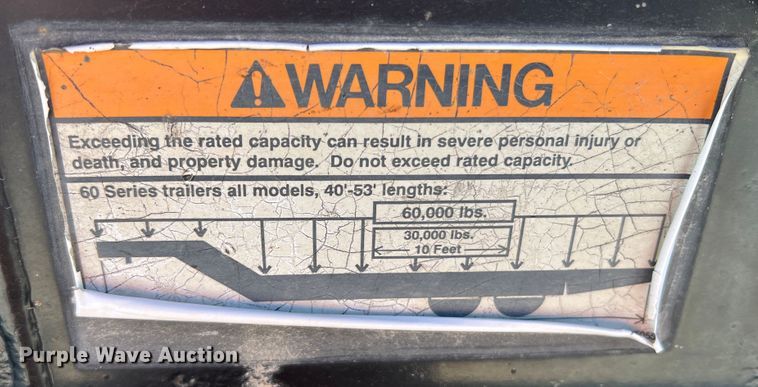 WARNING
Exceeding the rated capacity can result in severe personal injury or
death, and property damage. Do not exceed rated capacity.
60 Series trailers all models, 40'-53' lengths:
60,000 lbs.
30,000 lbs.
10 Feet
Purple Wave Auction